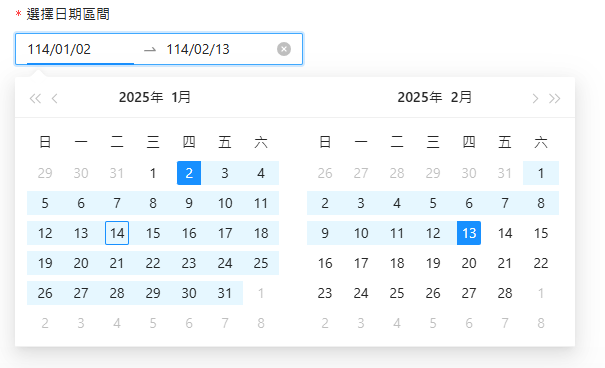 * 選擇日期區間
114/01/02 → 114/02/13
2025年 1月
日 一 二 三 四 五 六
29 30 31 1 2 3 4
5 6 7 8 9 10 11
12 13 14 15 16 17 18
19 20 21 22 23 24 25
26 27 28 29 30 31 1
2 3 4 5 6 7 8
2025年 2月
日 一 二 三 四 五 六
26 27 28 29 30 31 1
2 3 4 5 6 7 8
9 10 11 12 13 14 15
16 17 18 19 20 21 22
23 24 25 26 27 28 1
2 3 4 5 6 7 8